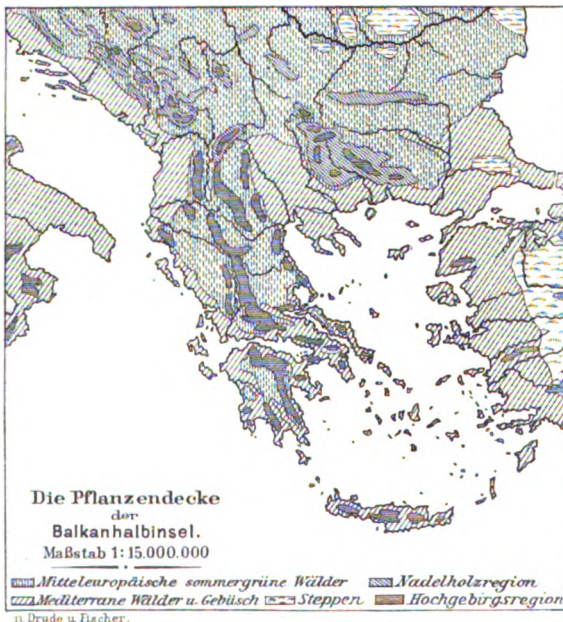 Die Pflanzendecke
der
Balkanhalbinsel.
Maßstab 1:15.000.000
Mitteleuropäische sommergrüne Wälder Nadelholzregion
Mediterrane Wälder u. Gebüsch Steppen Hochgebirgsregion
n. Drude u. Fischer.